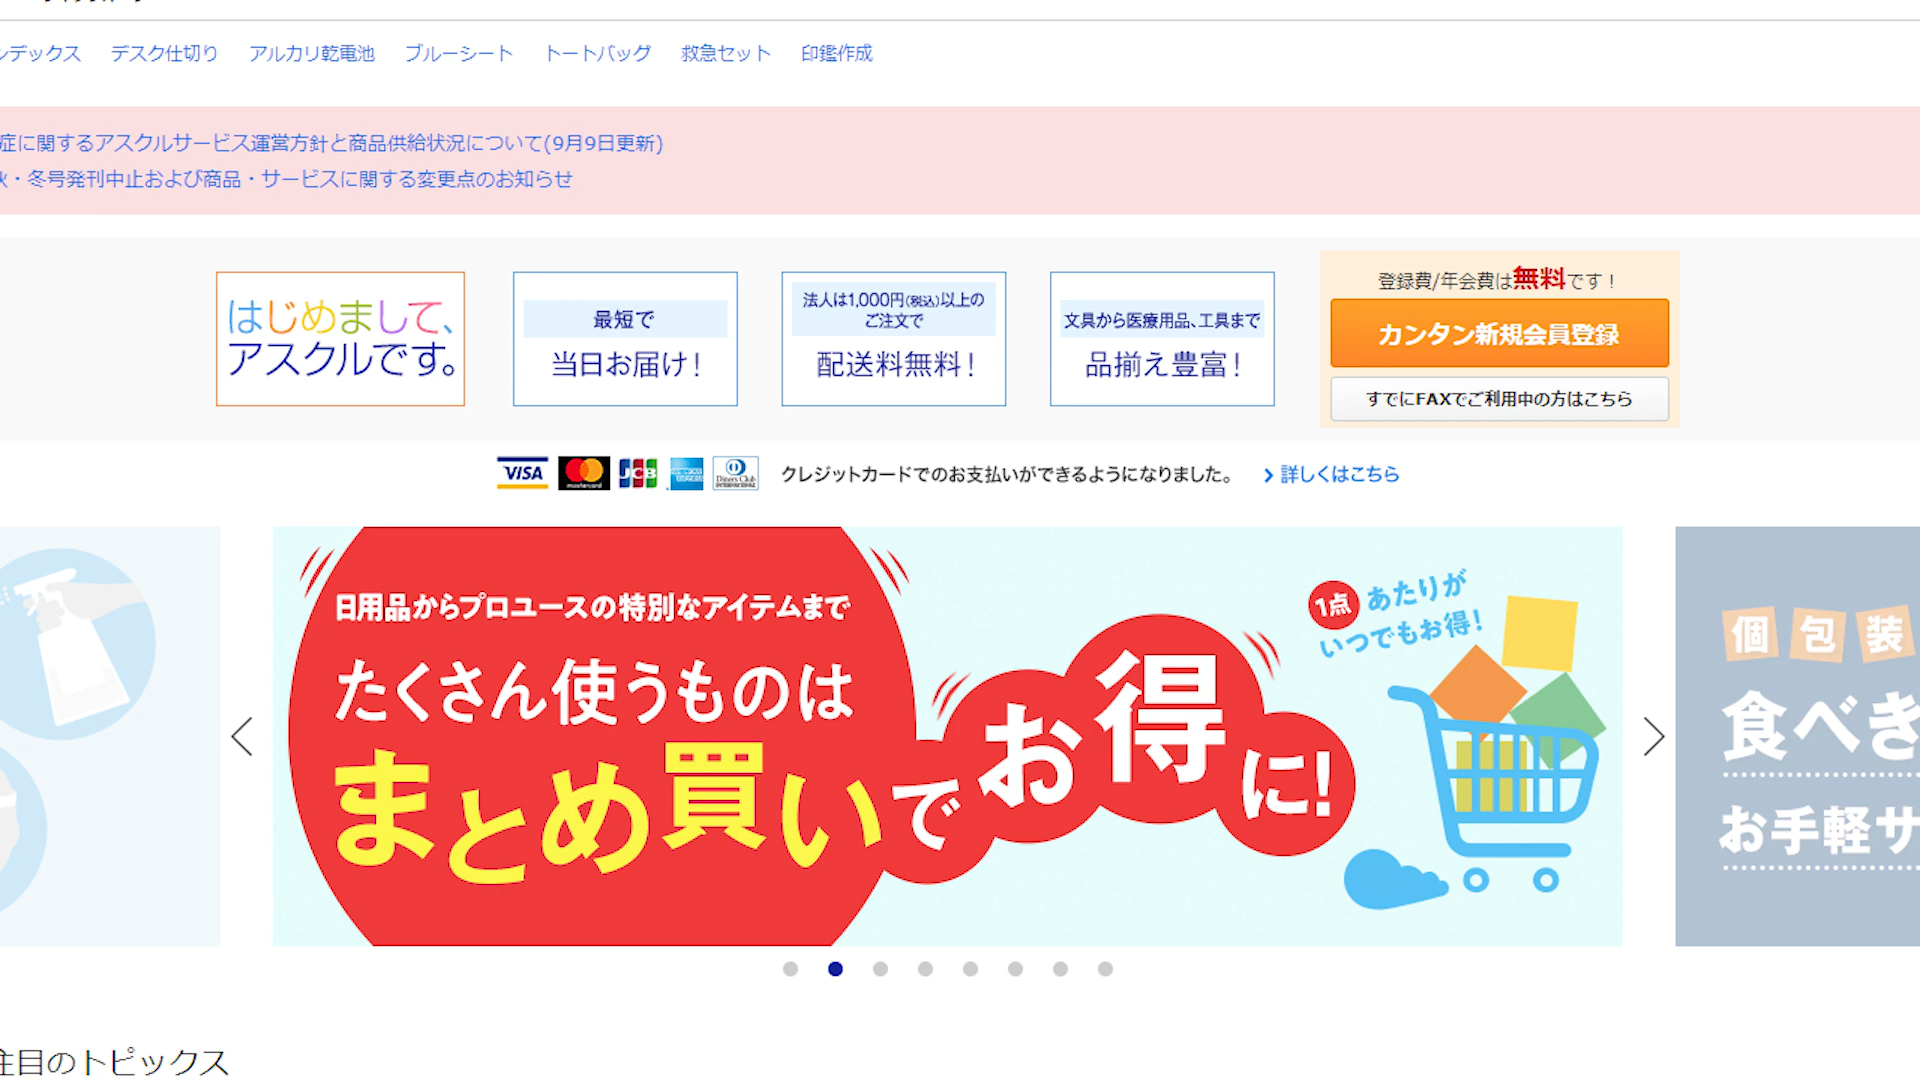 デックス デスク仕切り アルカリ乾電池 ブルーシート トートバッグ 救急セット 印鑑作成
症に関するアスクルサービス運営方針と商品供給状況について(9月9日更新)
・冬号発刊中止および商品・サービスに関する変更点のお知らせ
はじめまして、
アスクルです。
最短で
当日お届け!
法人は1,000円(税込)以上の
ご注文で
配送料無料!
文具から医療用品、工具まで
品揃え豊富!
登録費/年会費は無料です!
カンタン新規会員登録
すでにFAXでご利用中の方はこちら
VISA mastercard JCB AMERICAN EXPRESS Diners Club INTERNATIONAL クレジットカードでのお支払いができるようになりました。 詳しくはこちら
日用品からプロユースの特別なアイテムまで
たくさん使うものは
まとめ買いでお得に!
1点あたりが
いつでもお得!
個包装
食べき
お手軽サ
注目のトピックス